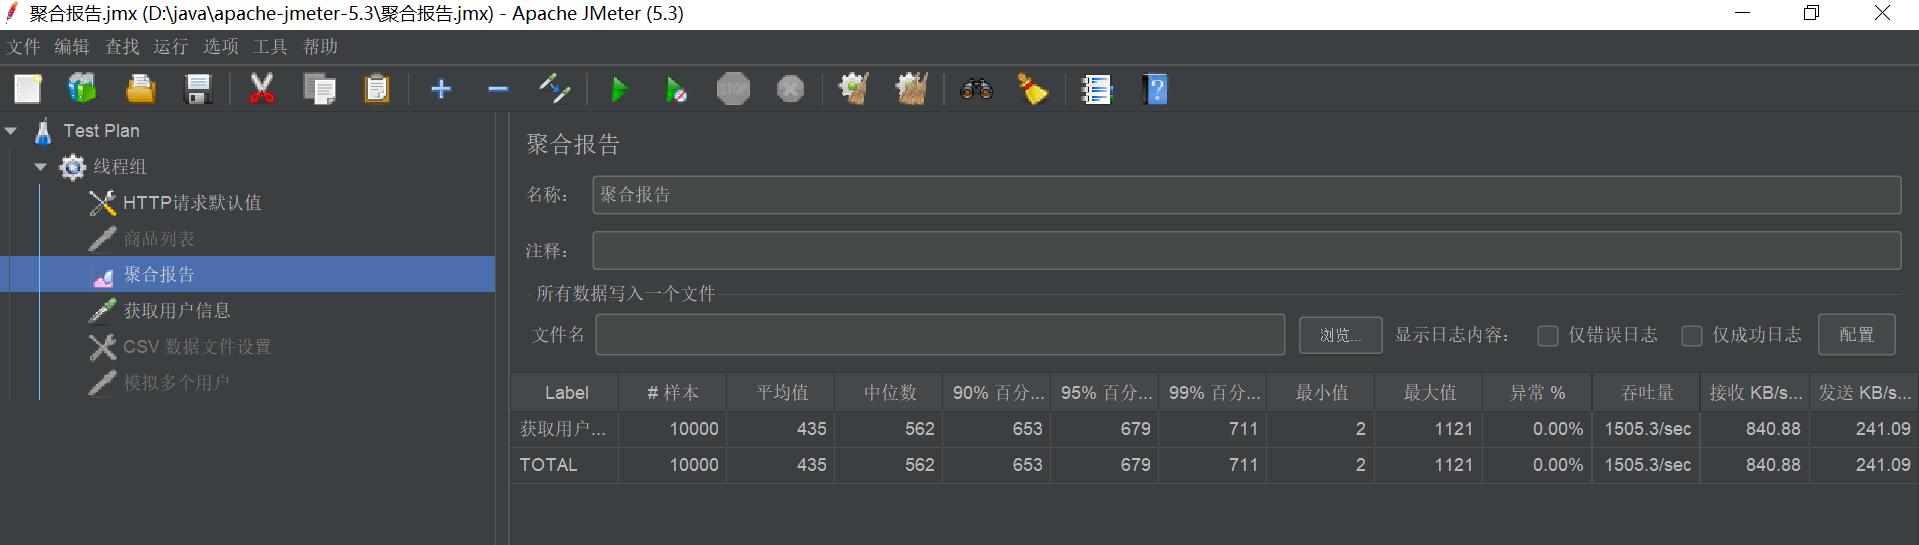 聚合报告.jmx (D:\java\apache-jmeter-5.3\聚合报告.jmx) - Apache JMeter (5.3)
文件 编辑 查找 运行 选项 工具 帮助
STOP
Test Plan
线程组
HTTP请求默认值
商品列表
聚合报告
获取用户信息
CSV 数据文件设置
模拟多个用户
聚合报告
名称： 聚合报告
注释：
所有数据写入一个文件
文件名 浏览... 显示日志内容： 仅错误日志 仅成功日志 配置
Label # 样本 平均值 中位数 90% 百分... 95% 百分... 99% 百分... 最小值 最大值 异常 % 吞吐量 接收 KB/s... 发送 KB/s...
获取用户... 10000 435 562 653 679 711 2 1121 0.00% 1505.3/sec 840.88 241.09
TOTAL 10000 435 562 653 679 711 2 1121 0.00% 1505.3/sec 840.88 241.09